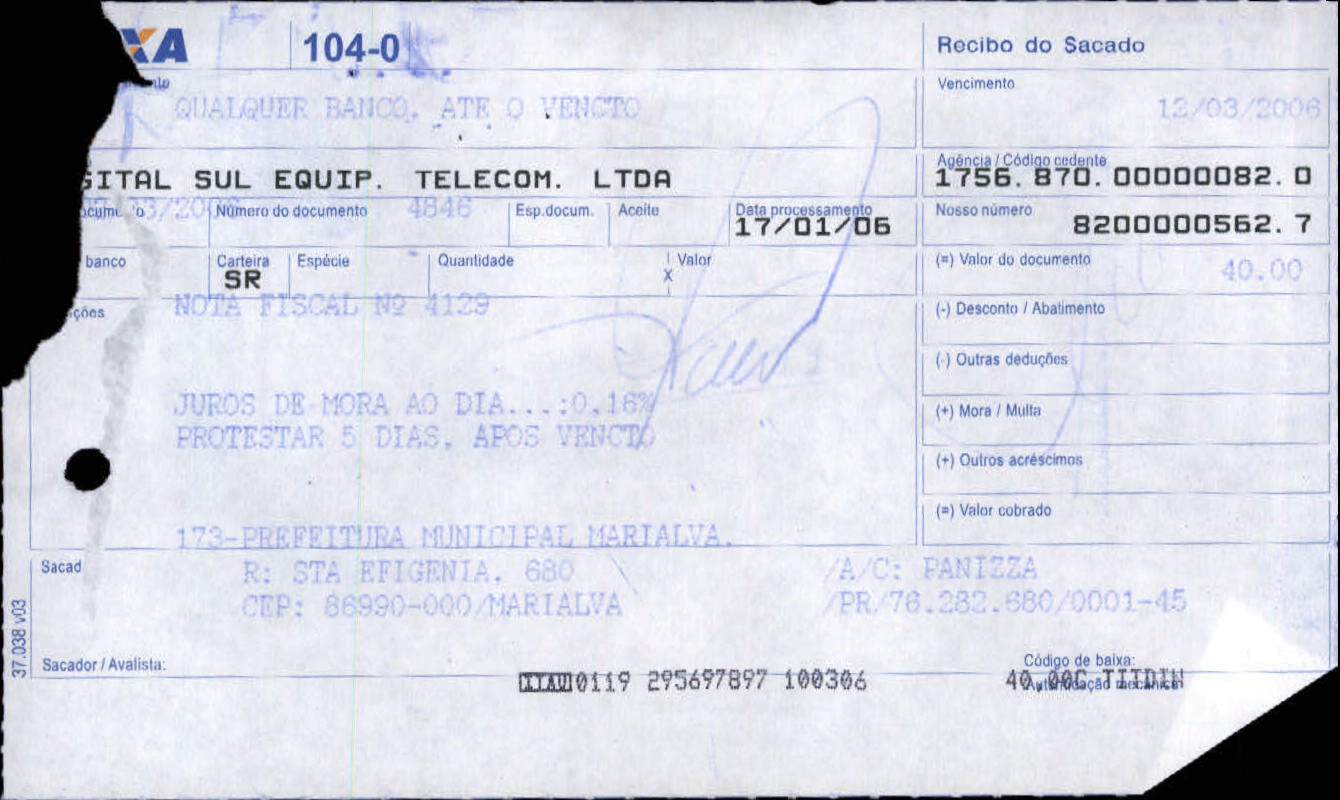 XA 104-0 Recibo do Sacado
Vencimento
QUALQUER BANCO, ATE O VENCTO 12/03/2006
Agência / Código cedente
GITAL SUL EQUIP. TELECOM. LTDA 1756. 870. 00000082. 0
Número do documento 4846 Esp.docum. Aceite Data processamento Nosso número
17/01/06 8200000562. 7
banco Carteira Espécie Quantidade X Valor (=) Valor do documento
SR 40.00
NOTA FISCAL Nº 4129 (-) Desconto / Abatimento
(-) Outras deduções
JUROS DE MORA AO DIA...:0.16% (+) Mora / Multa
PROTESTAR 5 DIAS. APOS VENCTO
(+) Outros acréscimos
(=) Valor cobrado
173-PREFEITURA MUNICIPAL MARIALVA.
Sacad R: STA EFIGENIA, 680 /A/C: PANIZZA
CEP: 86990-000/MARIALVA /PR/76.282.680/0001-45
37.038 v03
Sacador / Avalista: Código de baixa:
0119 295697897 100306 40.00C